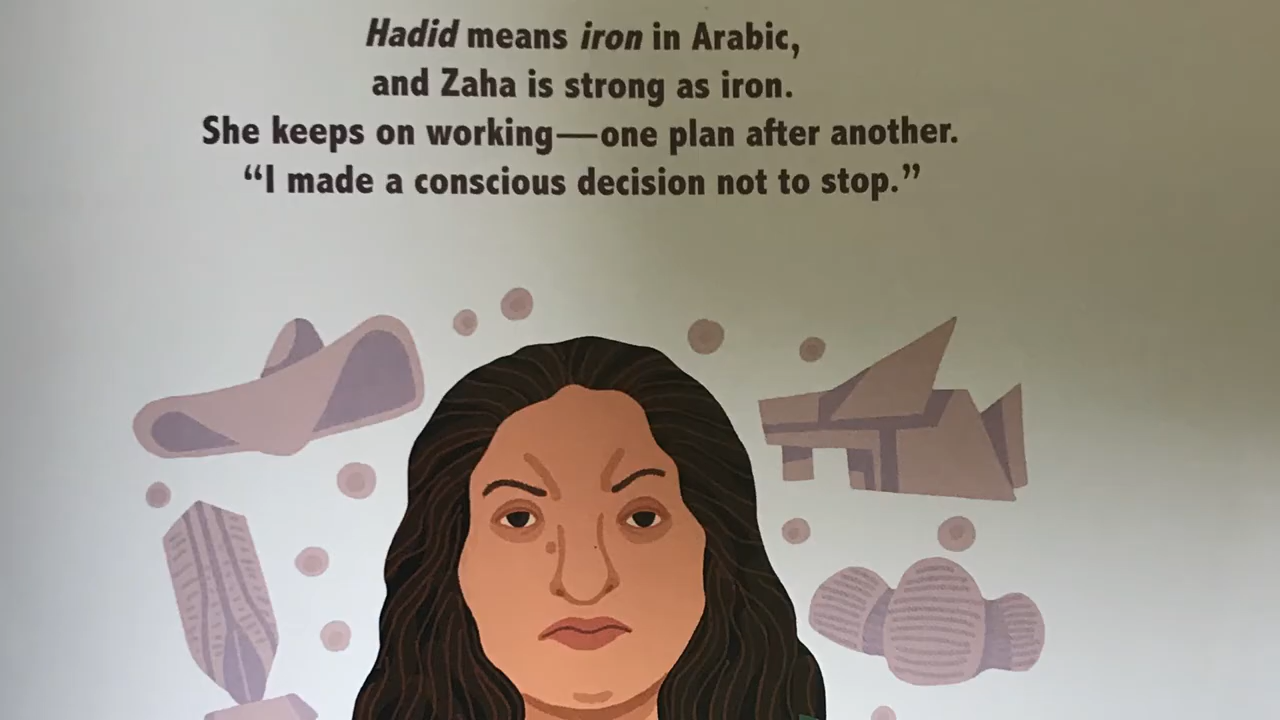 Hadid means iron in Arabic,
and Zaha is strong as iron.
She keeps on working—one plan after another.
“I made a conscious decision not to stop.”